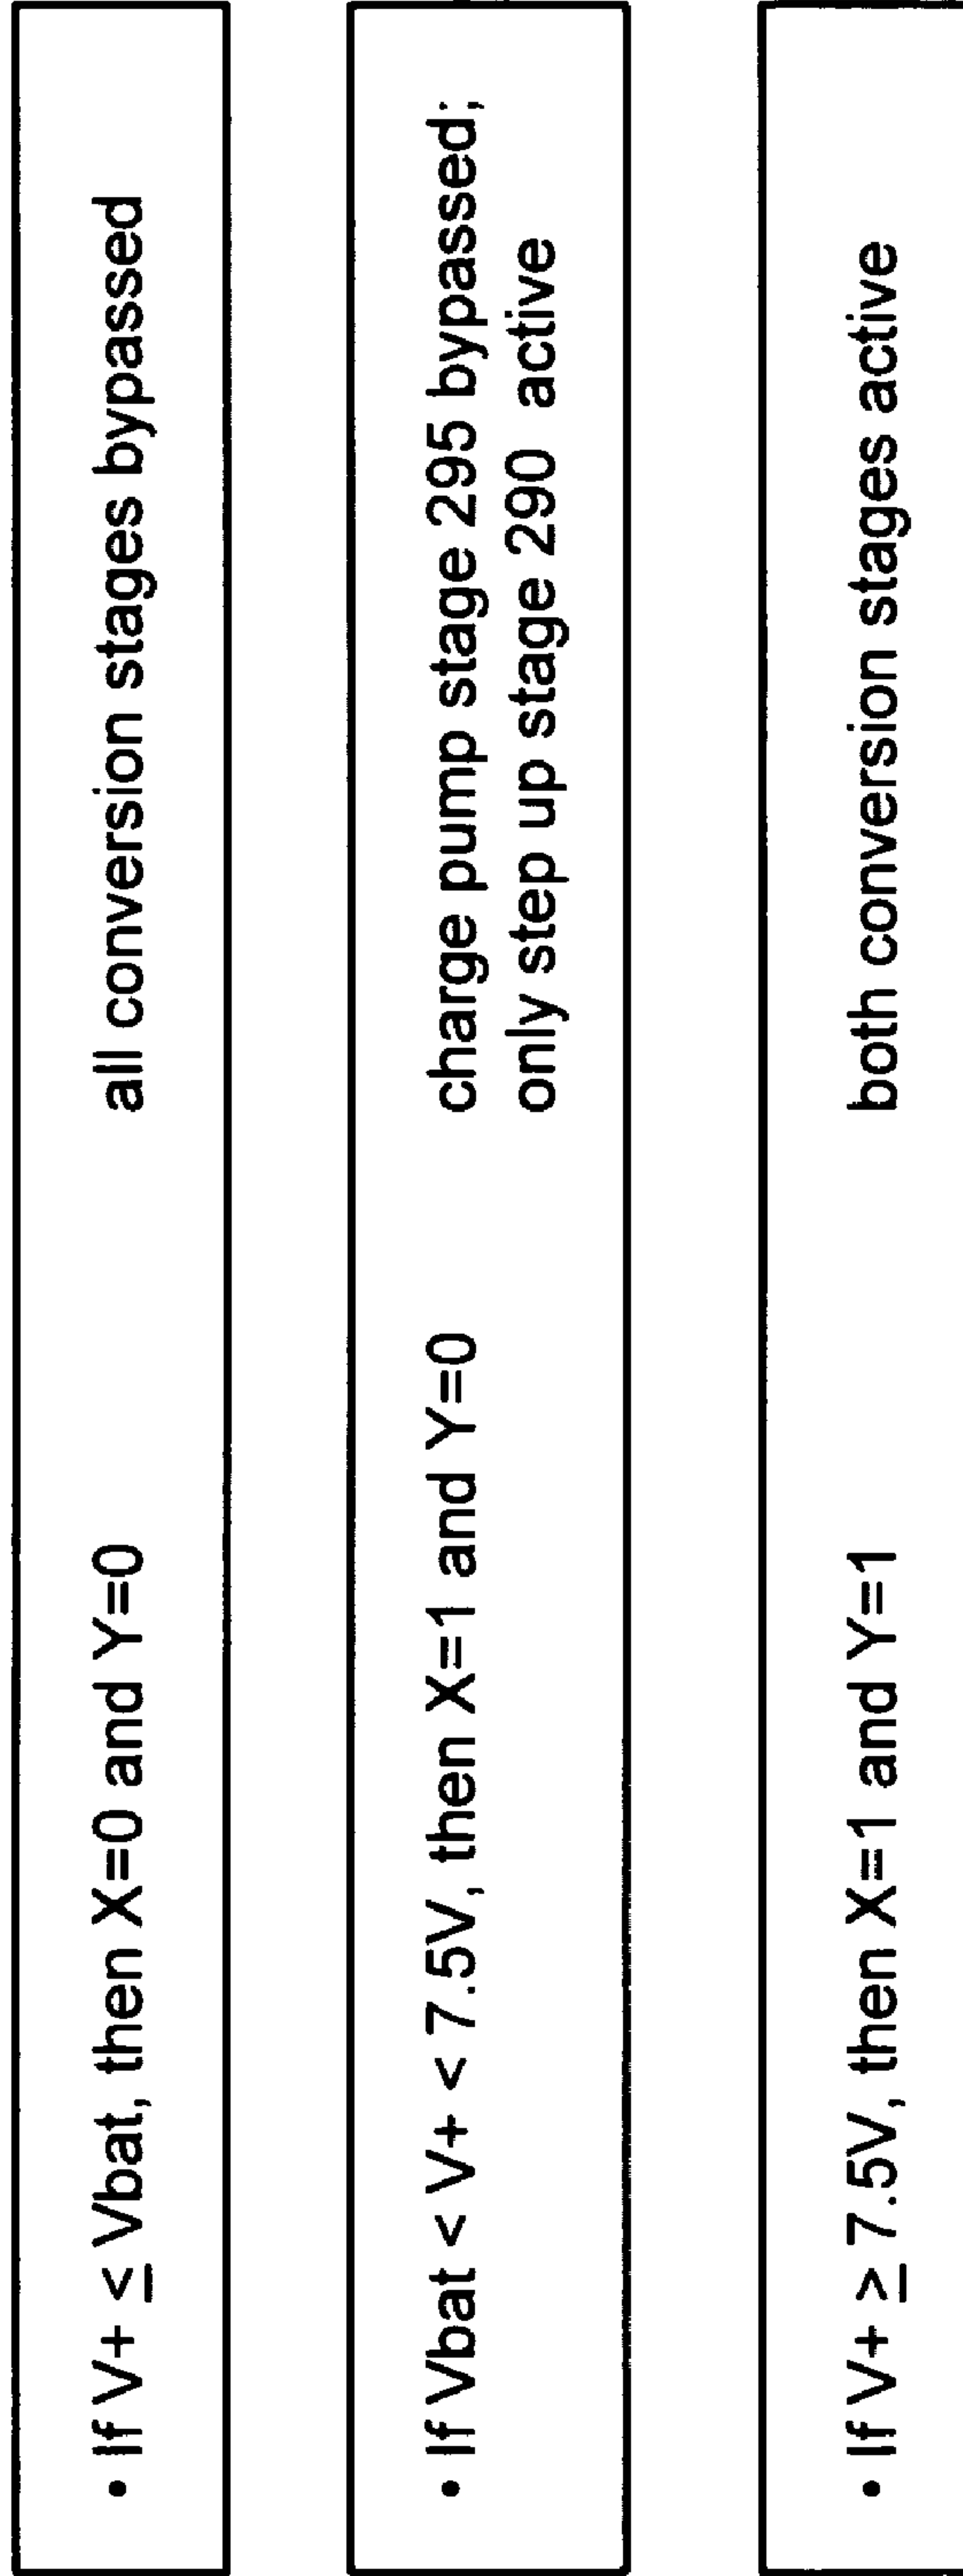 • If V+ ≤ Vbat, then X=0 and Y=0 all conversion stages bypassed
• If Vbat < V+ < 7.5V, then X=1 and Y=0 charge pump stage 295 bypassed;
only step up stage 290 active
• If V+ ≥ 7.5V, then X=1 and Y=1 both conversion stages active